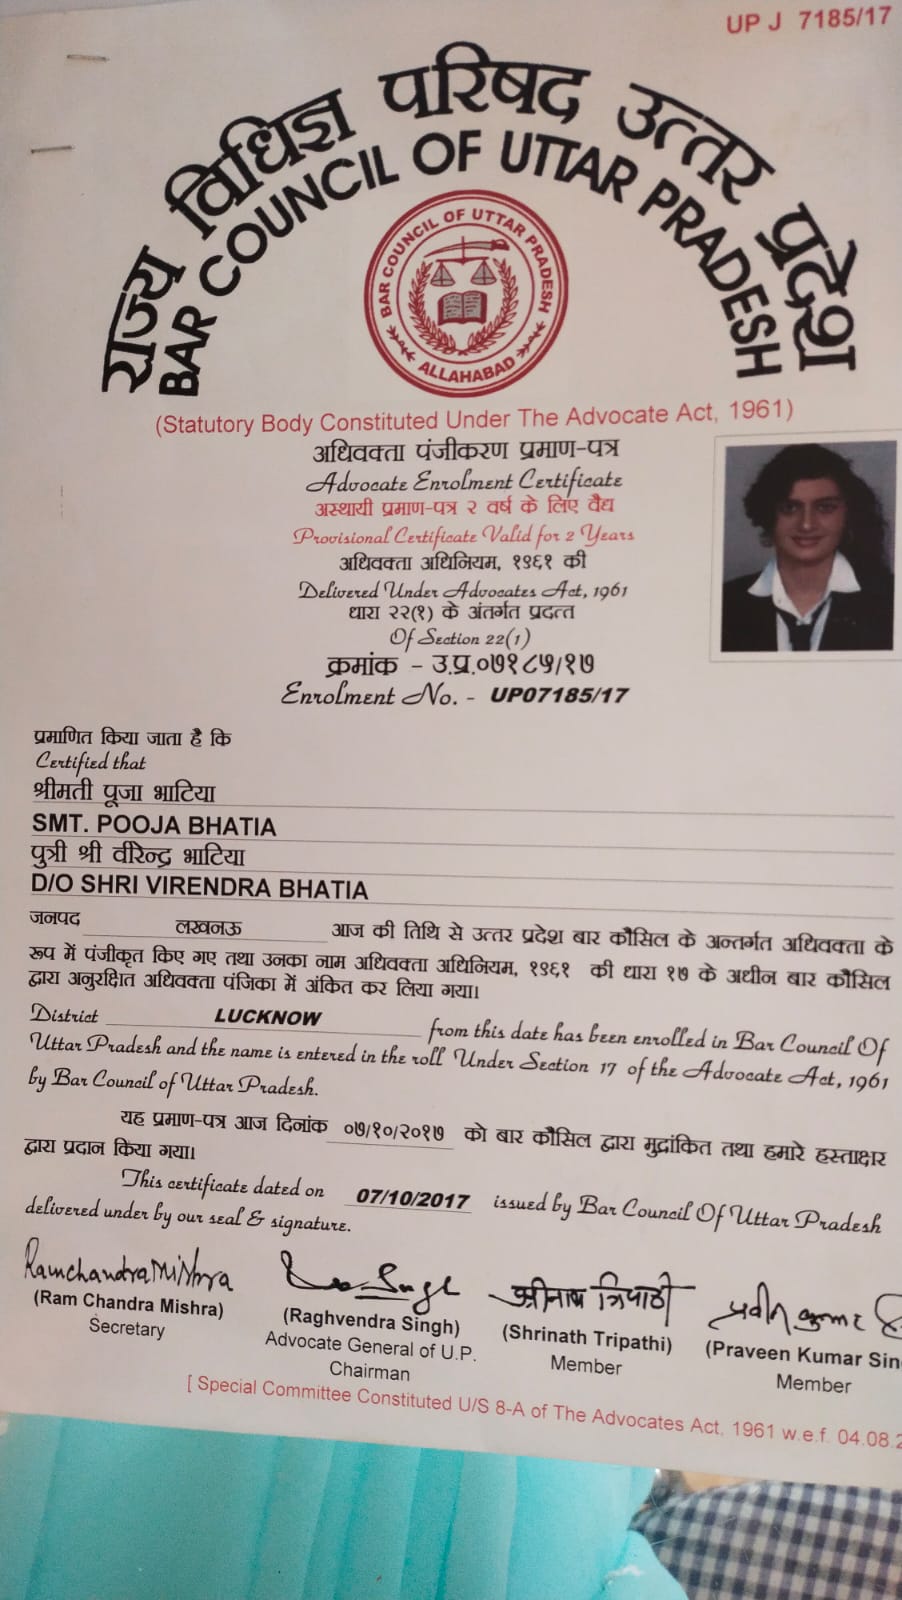 UP J 7185/17
राज्य विधिज्ञ परिषद उत्तर प्रदेश
BAR COUNCIL OF UTTAR PRADESH
BAR COUNCIL OF UTTAR PRADESH
ALLAHABAD
(Statutory Body Constituted Under The Advocate Act, 1961)
अधिवक्ता पंजीकरण प्रमाण-पत्र
Advocate Enrolment Certificate
अस्थायी प्रमाण-पत्र २ वर्ष के लिए वैद्य
Provisional Certificate Valid for 2 Years
अधिवक्ता अधिनियम, १९६१ की
Delivered Under Advocates Act, 1961
धारा २२(१) के अंतर्गत प्रदत्त
Of Section 22(1)
क्रमांक - उ.प्र.०७१८५/१७
Enrolment No. - UP07185/17
प्रमाणित किया जाता है कि
Certified that
श्रीमती पूजा भाटिया
SMT. POOJA BHATIA
पुत्री श्री वीरेन्द्र भाटिया
D/O SHRI VIRENDRA BHATIA
जनपद लखनऊ आज की तिथि से उत्तर प्रदेश बार कौसिल के अन्तर्गत अधिवक्ता के
रूप में पंजीकृत किए गए तथा उनका नाम अधिवक्ता अधिनियम, १९६१ की धारा १७ के अधीन बार कौसिल
द्वारा अनुरक्षित अधिवक्ता पंजिका में अंकित कर लिया गया।
District LUCKNOW from this date has been enrolled in Bar Council Of
Uttar Pradesh and the name is entered in the roll Under Section 17 of the Advocate Act, 1961
by Bar Council of Uttar Pradesh.
यह प्रमाण-पत्र आज दिनांक ०७/१०/२०१७ को बार कौसिल द्वारा मुद्रांकित तथा हमारे हस्ताक्षर
द्वारा प्रदान किया गया।
This certificate dated on 07/10/2017 issued by Bar Council Of Uttar Pradesh
delivered under by our seal & signature.
RamchandraMishra श्रीनाथ त्रिपाठी प्रवीन कुमार
(Ram Chandra Mishra) (Raghvendra Singh) (Shrinath Tripathi) (Praveen Kumar Sin
Secretary Advocate General of U.P. Member Member
Chairman
[ Special Committee Constituted U/S 8-A of The Advocates Act, 1961 w.e.f. 04.08.2